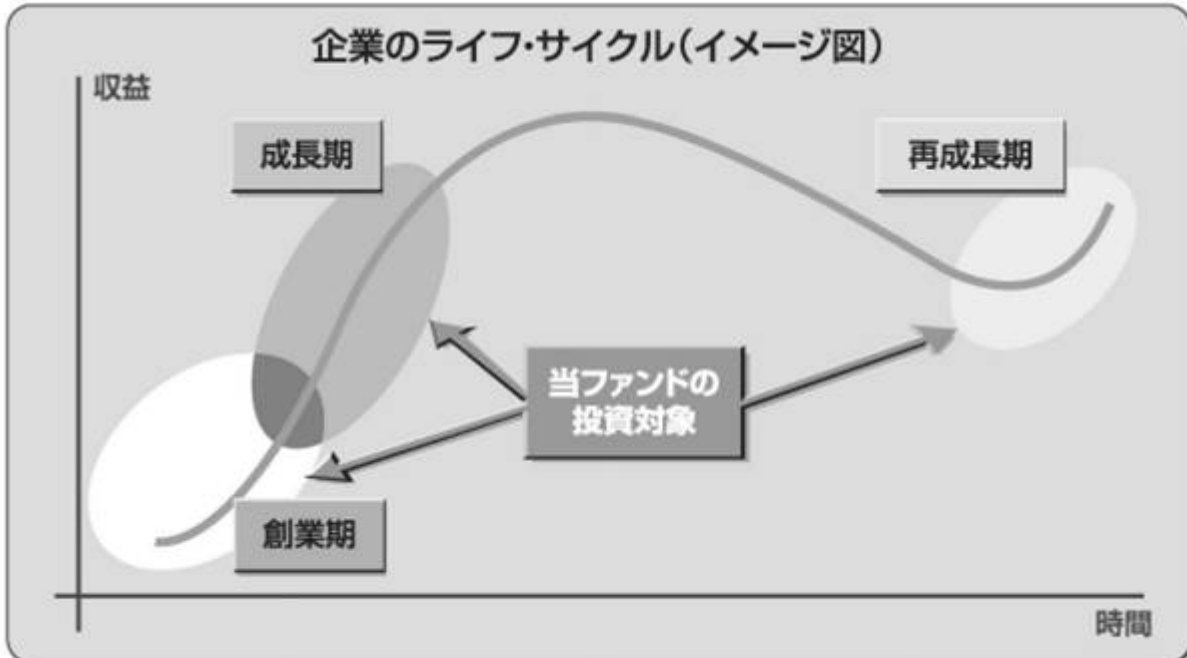 企業のライフ・サイクル(イメージ図)
収益
成長期
再成長期
当ファンドの
投資対象
創業期
時間